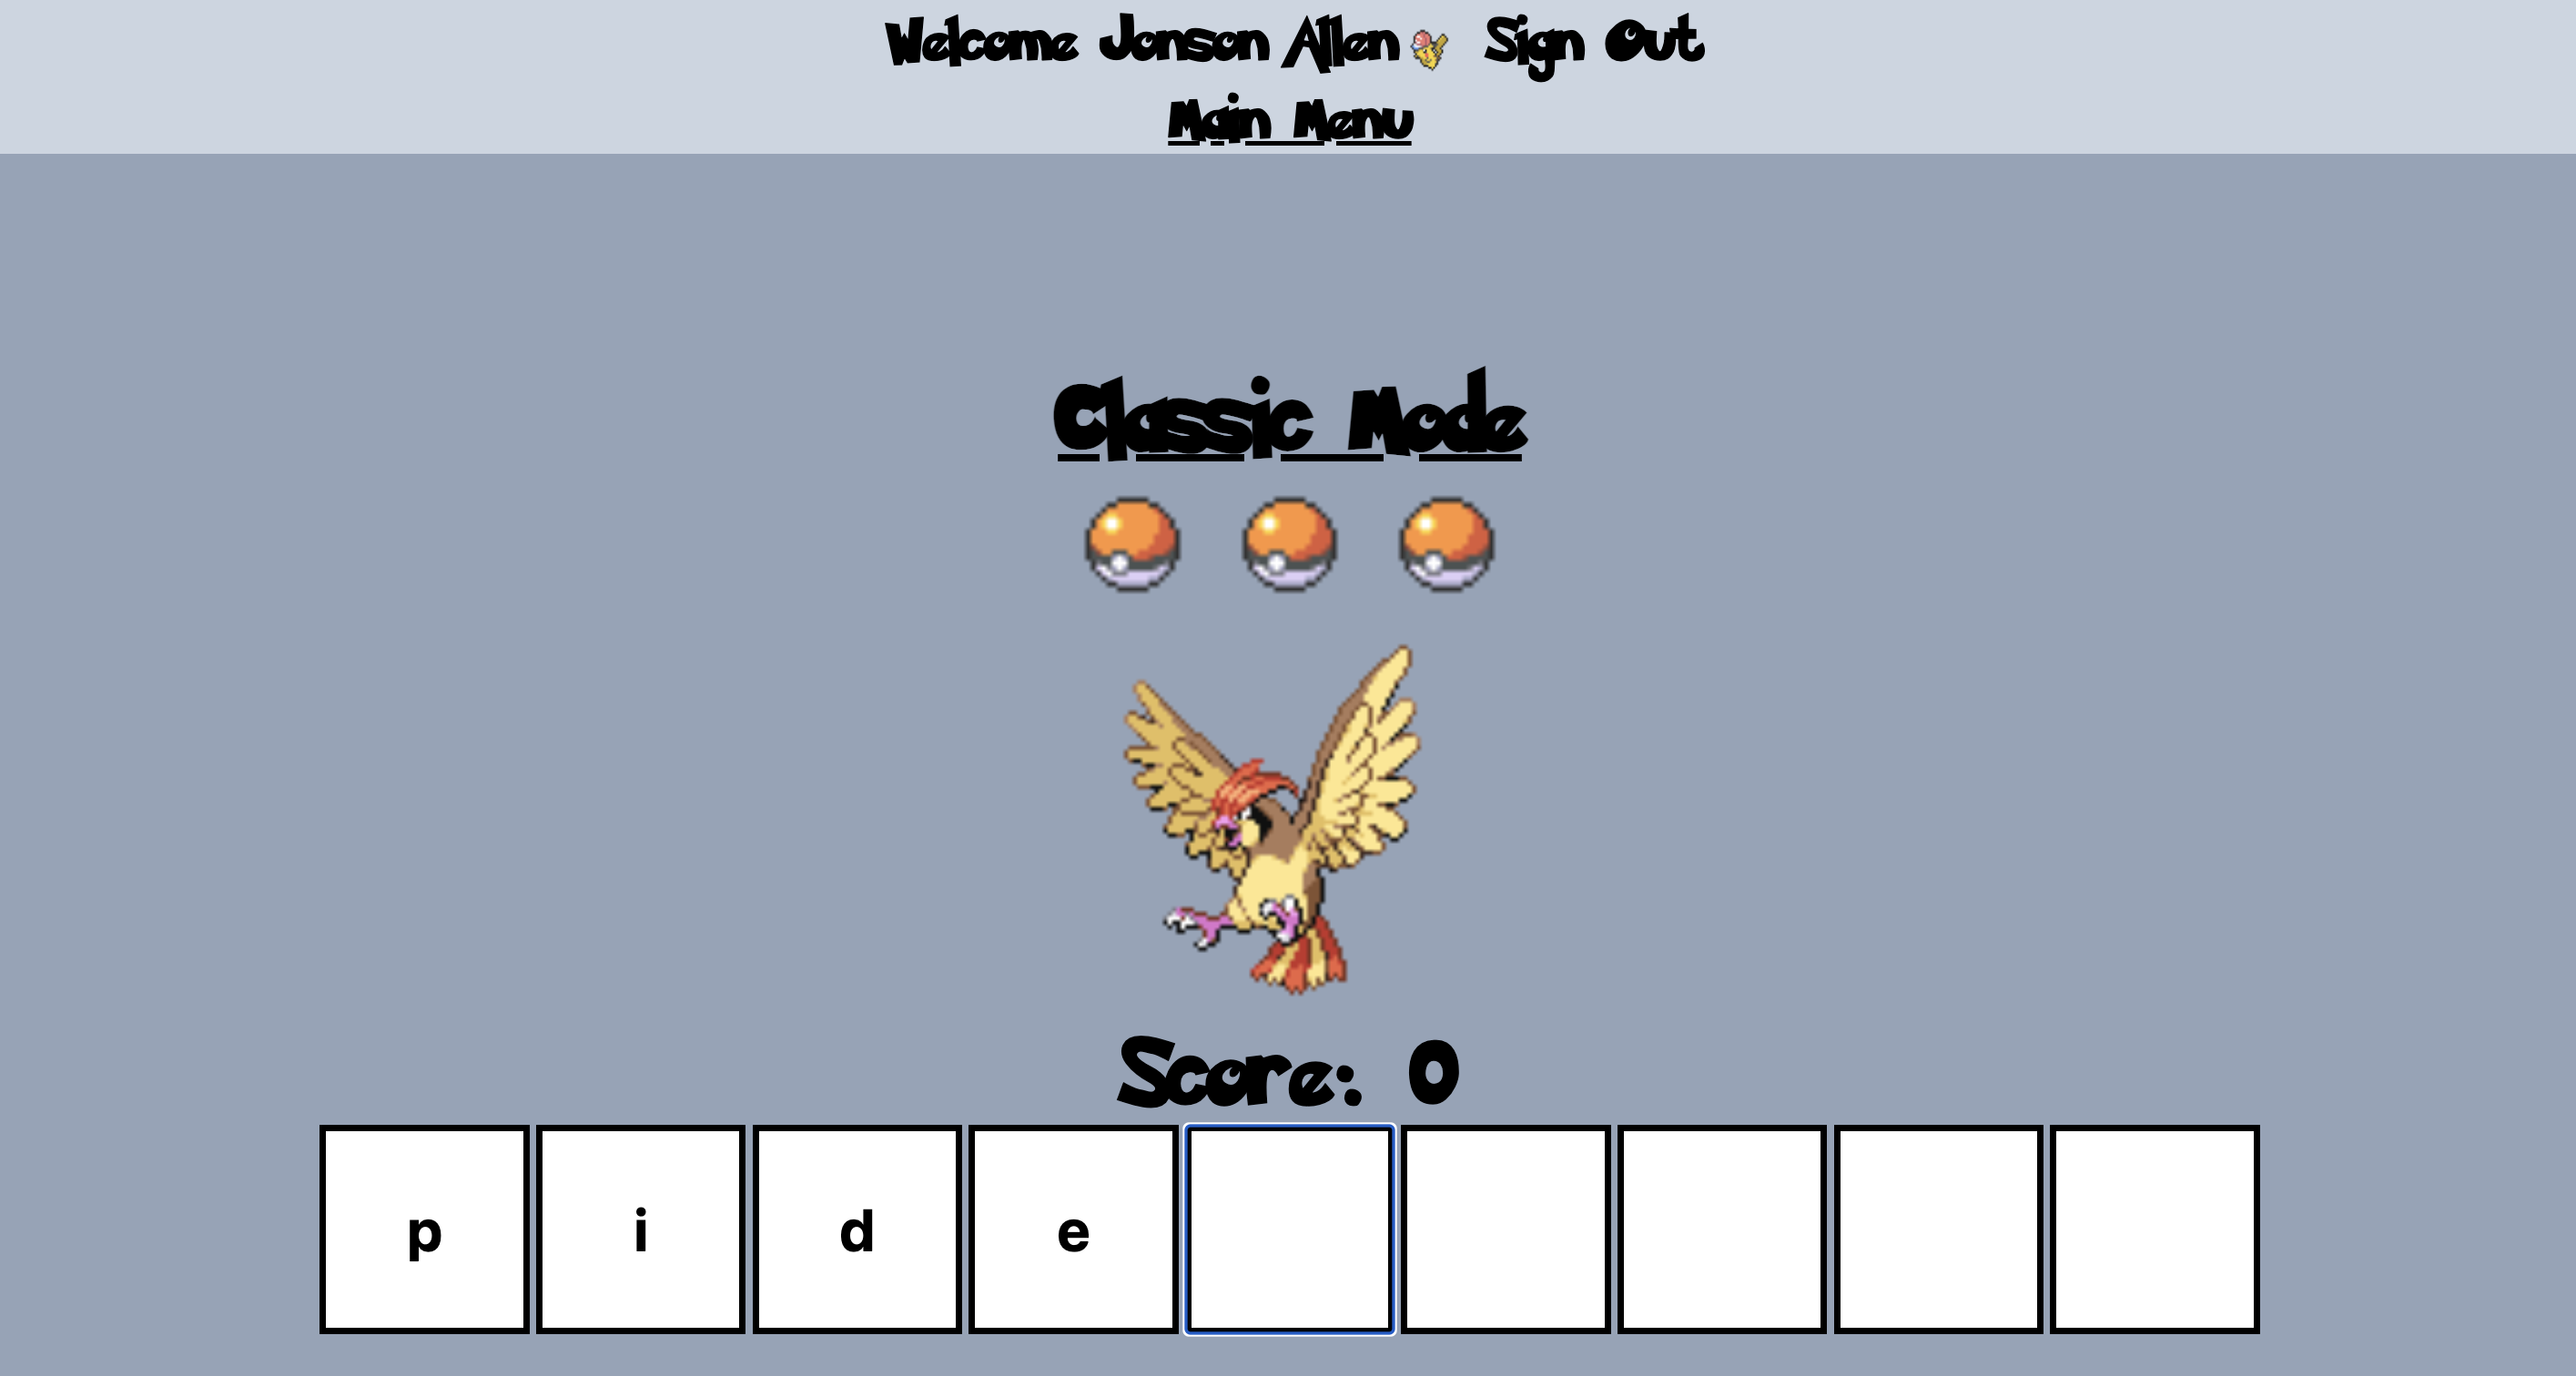 Welcome Jonson Allen Sign Out
Main Menu
Classic Mode
Score: 0
p i d e